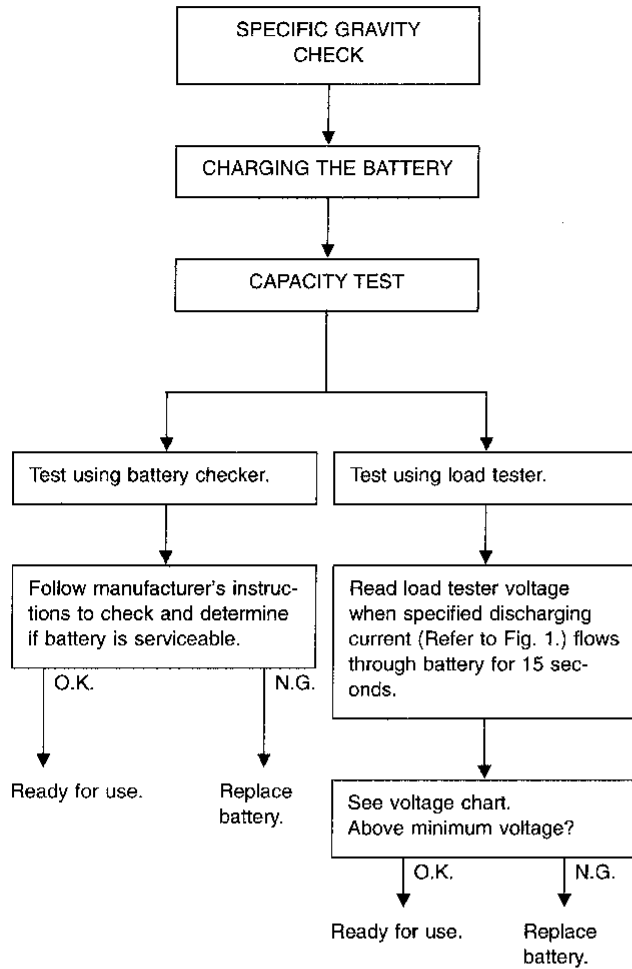 SPECIFIC GRAVITY
CHECK
CHARGING THE BATTERY
CAPACITY TEST
Test using battery checker.
Follow manufacturer's instruc-
tions to check and determine
if battery is serviceable.
O.K.
N.G.
Ready for use.
Replace
battery.
Test using load tester.
Read load tester voltage
when specified discharging
current (Refer to Fig. 1.) flows
through battery for 15 sec-
onds.
See voltage chart.
Above minimum voltage?
O.K.
N.G.
Ready for use.
Replace
battery.